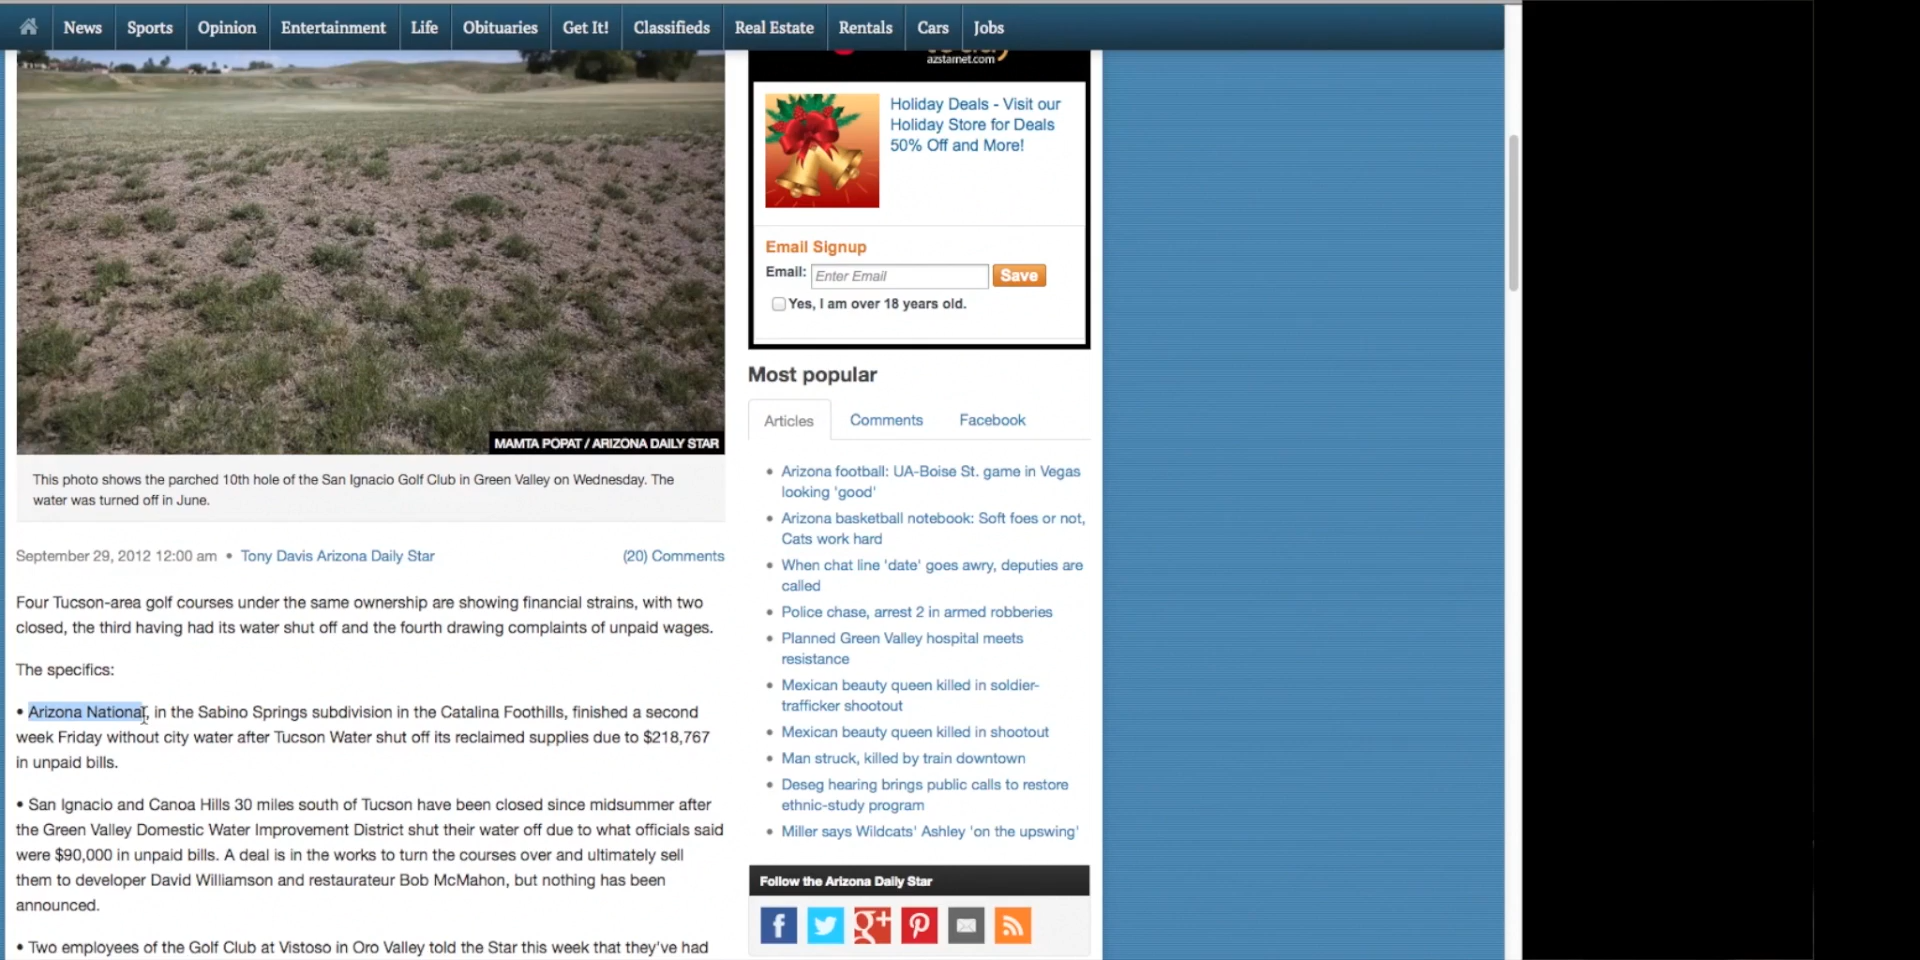 News Sports Opinion Entertainment Life Obituaries Get It! Classifieds Real Estate Rentals Cars Jobs
MAMTA POPAT / ARIZONA DAILY STAR
This photo shows the parched 10th hole of the San Ignacio Golf Club in Green Valley on Wednesday. The
water was turned off in June.
September 29, 2012 12:00 am • Tony Davis Arizona Daily Star
(20) Comments
Four Tucson-area golf courses under the same ownership are showing financial strains, with two
closed, the third having had its water shut off and the fourth drawing complaints of unpaid wages.
The specifics:
• Arizona National, in the Sabino Springs subdivision in the Catalina Foothills, finished a second
week Friday without city water after Tucson Water shut off its reclaimed supplies due to $218,767
in unpaid bills.
• San Ignacio and Canoa Hills 30 miles south of Tucson have been closed since midsummer after
the Green Valley Domestic Water Improvement District shut their water off due to what officials said
were $90,000 in unpaid bills. A deal is in the works to turn the courses over and ultimately sell
them to developer David Williamson and restaurateur Bob McMahon, but nothing has been
announced.
• Two employees of the Golf Club at Vistoso in Oro Valley told the Star this week that they've had
azstarnet.com
Holiday Deals - Visit our
Holiday Store for Deals
50% Off and More!
Email Signup
Email: Enter Email Save
Yes, I am over 18 years old.
Most popular
Articles Comments Facebook
• Arizona football: UA-Boise St. game in Vegas
looking 'good'
• Arizona basketball notebook: Soft foes or not,
Cats work hard
• When chat line 'date' goes awry, deputies are
called
• Police chase, arrest 2 in armed robberies
• Planned Green Valley hospital meets
resistance
• Mexican beauty queen killed in soldier-
trafficker shootout
• Mexican beauty queen killed in shootout
• Man struck, killed by train downtown
• Deseg hearing brings public calls to restore
ethnic-study program
• Miller says Wildcats' Ashley 'on the upswing'
Follow the Arizona Daily Star
f g+